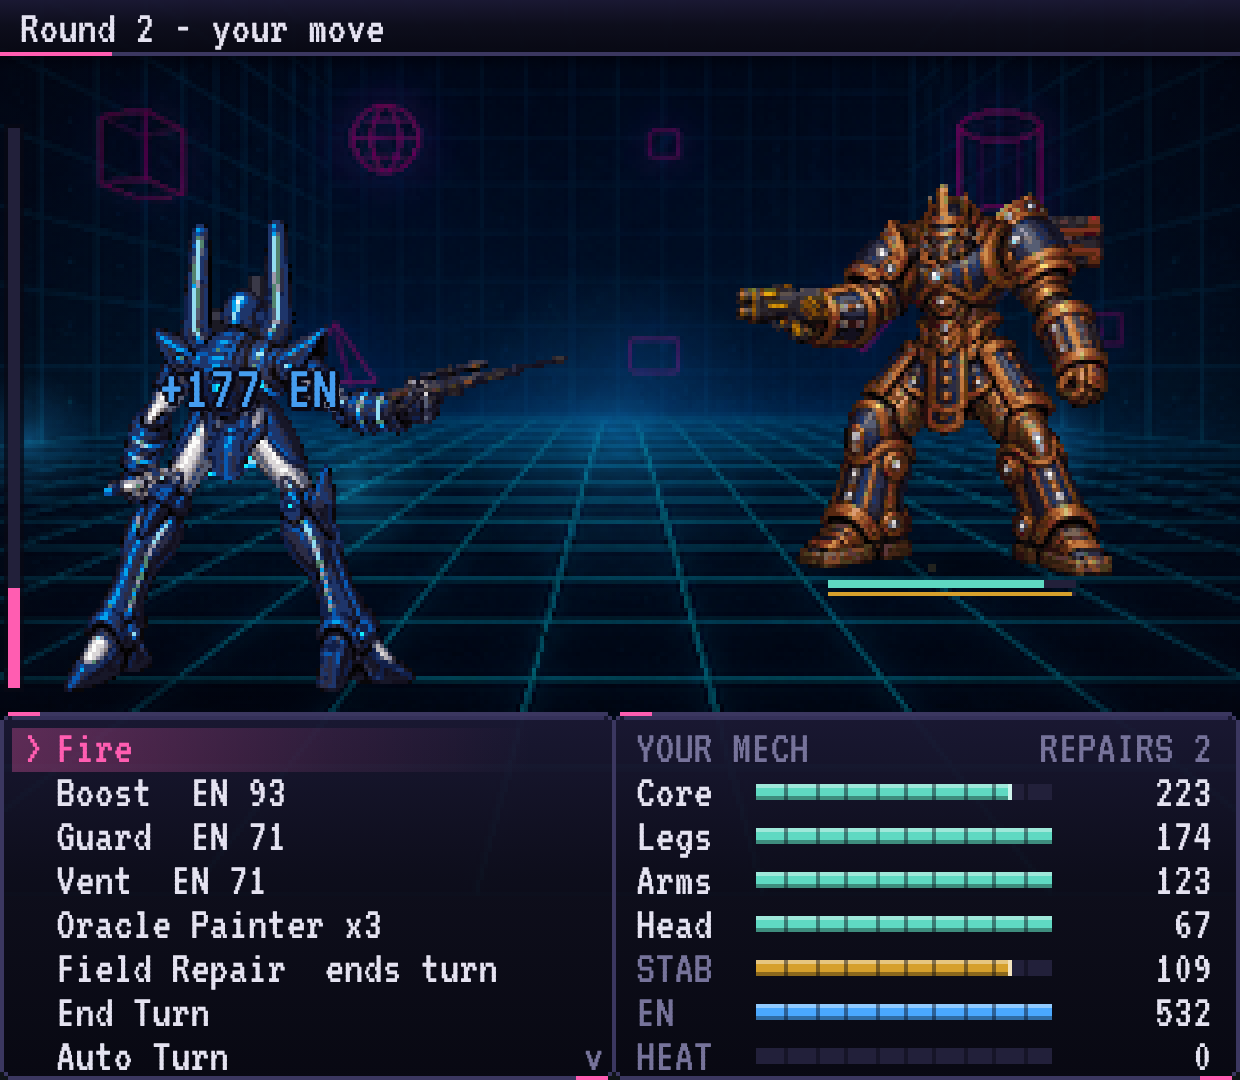 Round 2 - your move
+177 EN
> Fire
Boost EN 93
Guard EN 71
Vent EN 71
Oracle Painter x3
Field Repair ends turn
End Turn
Auto Turn v
YOUR MECH REPAIRS 2
Core 223
Legs 174
Arms 123
Head 67
STAB 109
EN 532
HEAT 0